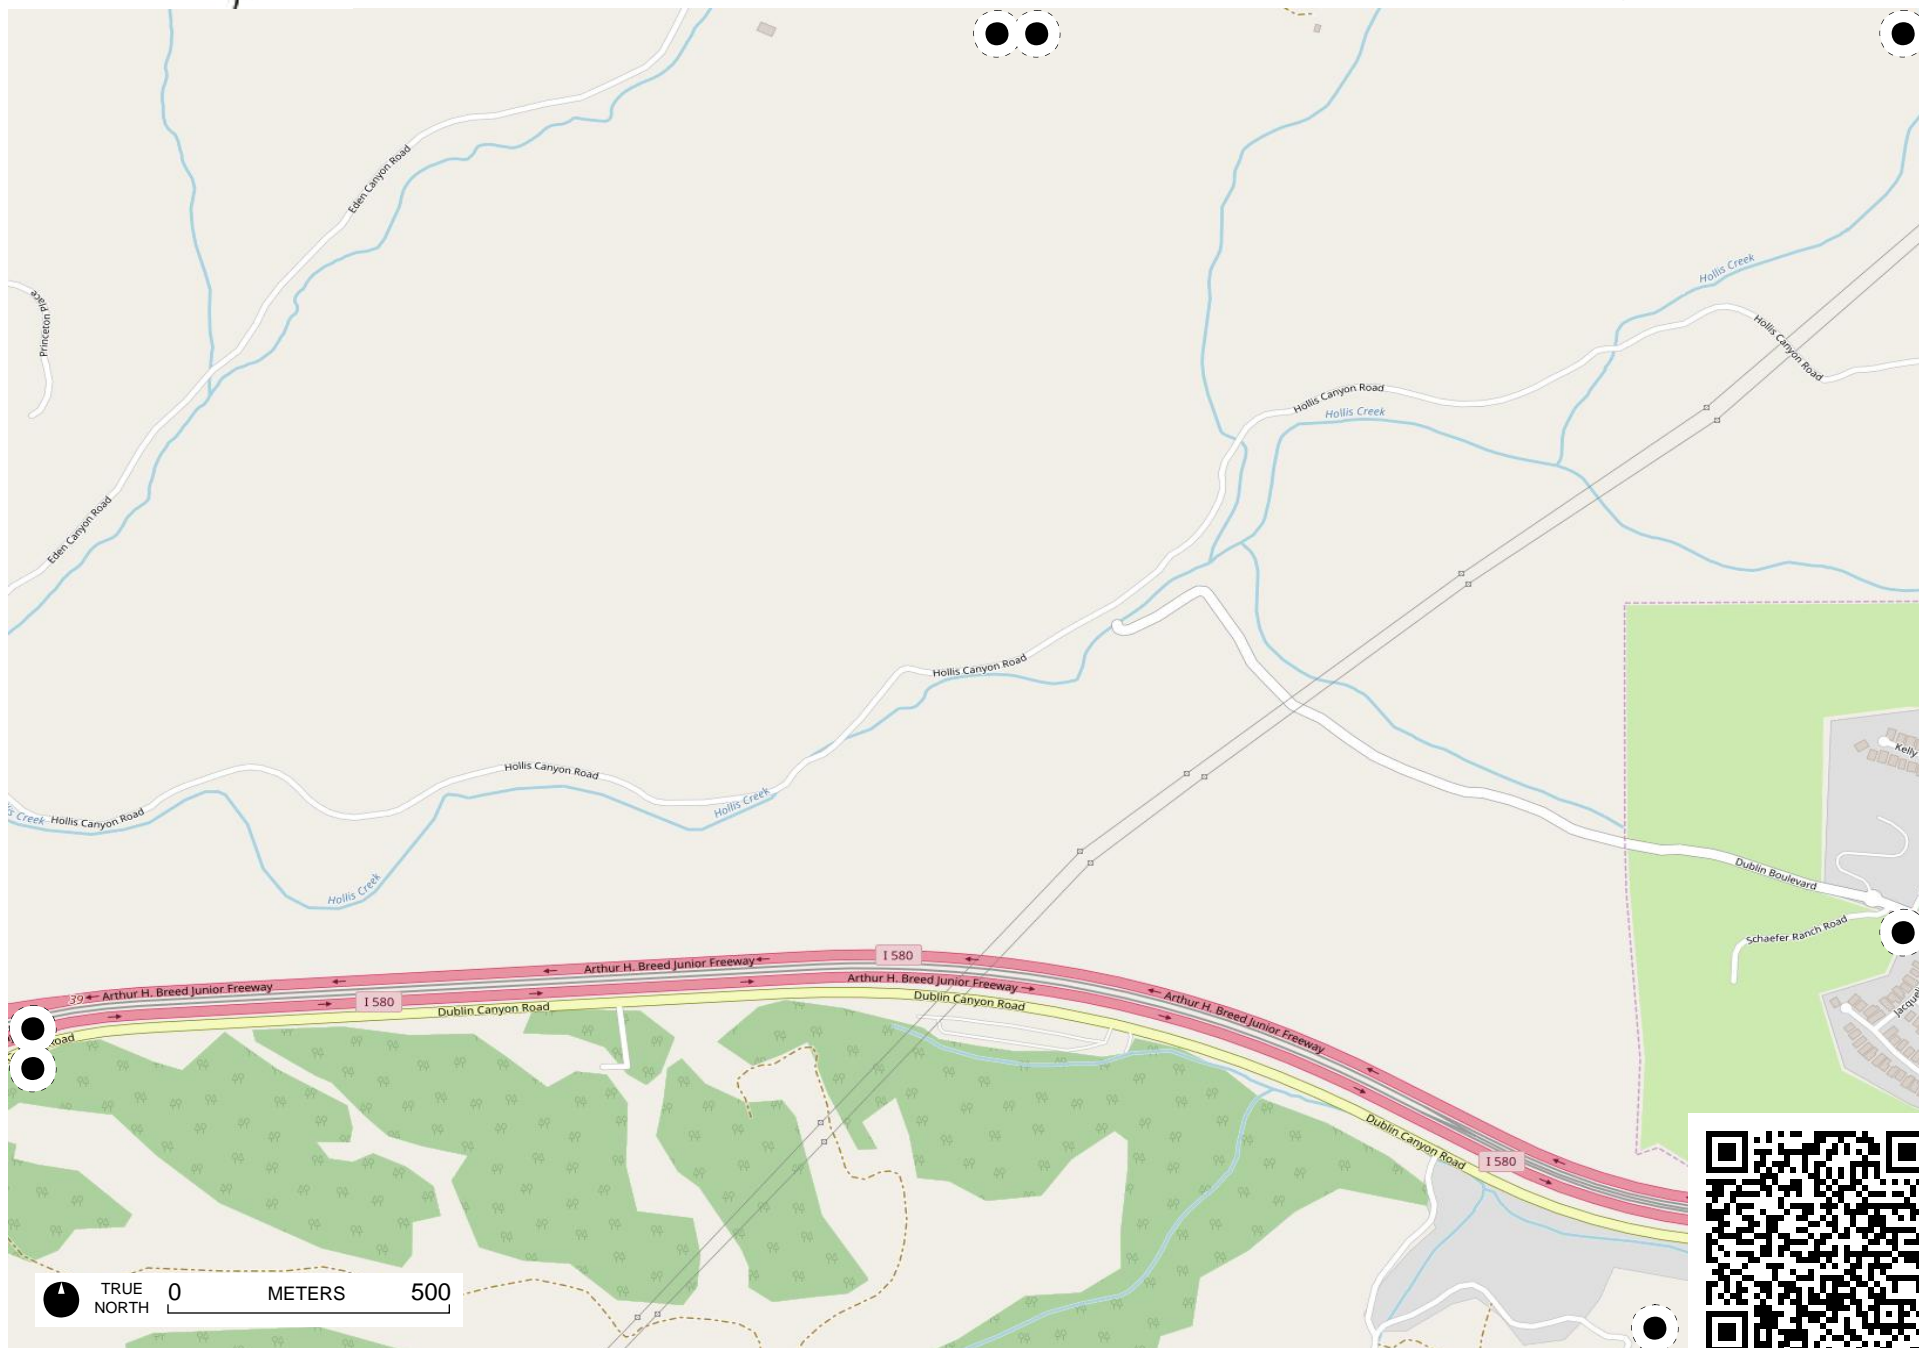 Eden Canyon Road
Hollis Creek
Princeton Place
Hollis Canyon Road
Hollis Canyon Road
Hollis Creek
Eden Canyon Road
Hollis Canyon Road
Kelly
Hollis Canyon Road
Hollis Creek
Creek
Hollis Canyon Road
Dublin Boulevard
Hollis Creek
Schaefer Ranch Road
I 580
Arthur H. Breed Junior Freeway
Arthur H. Breed Junior Freeway
39
Arthur H. Breed Junior Freeway
I 580
Dublin Canyon Road
Dublin Canyon Road
Arthur H. Breed Junior Freeway
Road
Dublin Canyon Road
I 580
TRUE
NORTH
0
METERS
500